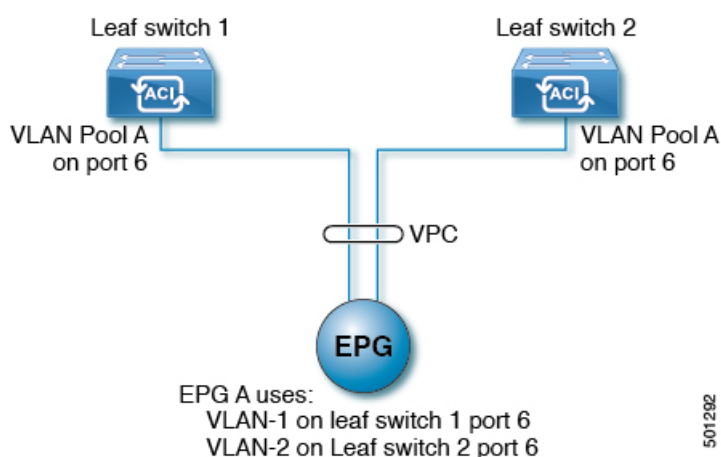 Leaf switch 1
Leaf switch 2
ACI
ACI
VLAN Pool A
on port 6
VLAN Pool A
on port 6
VPC
EPG
EPG A uses:
VLAN-1 on leaf switch 1 port 6
VLAN-2 on Leaf switch 2 port 6
501292